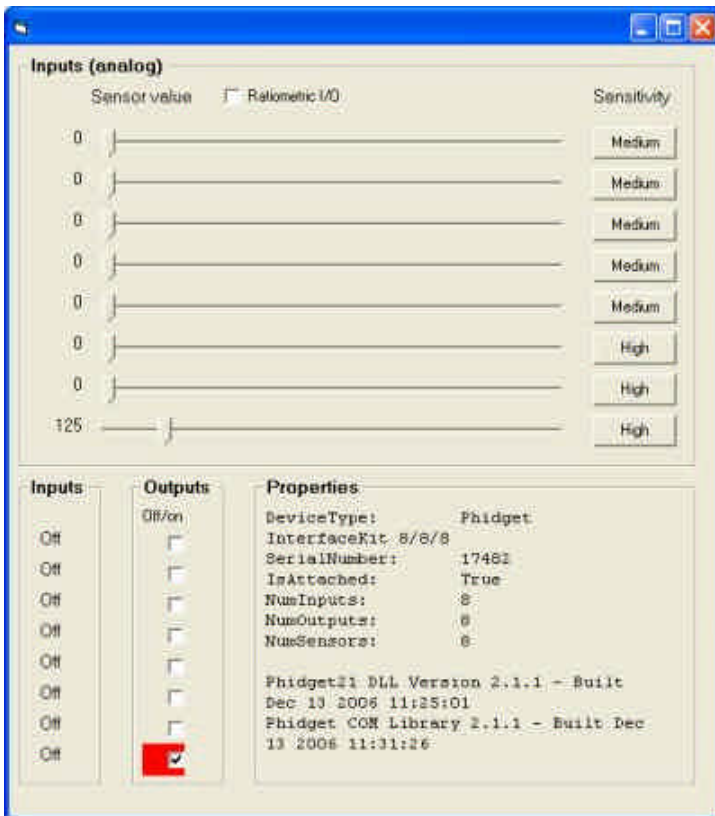 Inputs (analog)
Sensor value Ratiometric I/O Sensitivity
0 Medium
0 Medium
0 Medium
0 Medium
0 Medium
0 High
0 High
125 High
Inputs
Off
Off
Off
Off
Off
Off
Off
Off
Outputs
Off/on
Properties
DeviceType: Phidget
InterfaceKit 8/8/8
SerialNumber: 17482
IsAttached: True
NumInputs: 8
NumOutputs: 8
NumSensors: 8
Phidget21 DLL Version 2.1.1 - Built
Dec 13 2006 11:25:01
Phidget COM Library 2.1.1 - Built Dec
13 2006 11:31:26